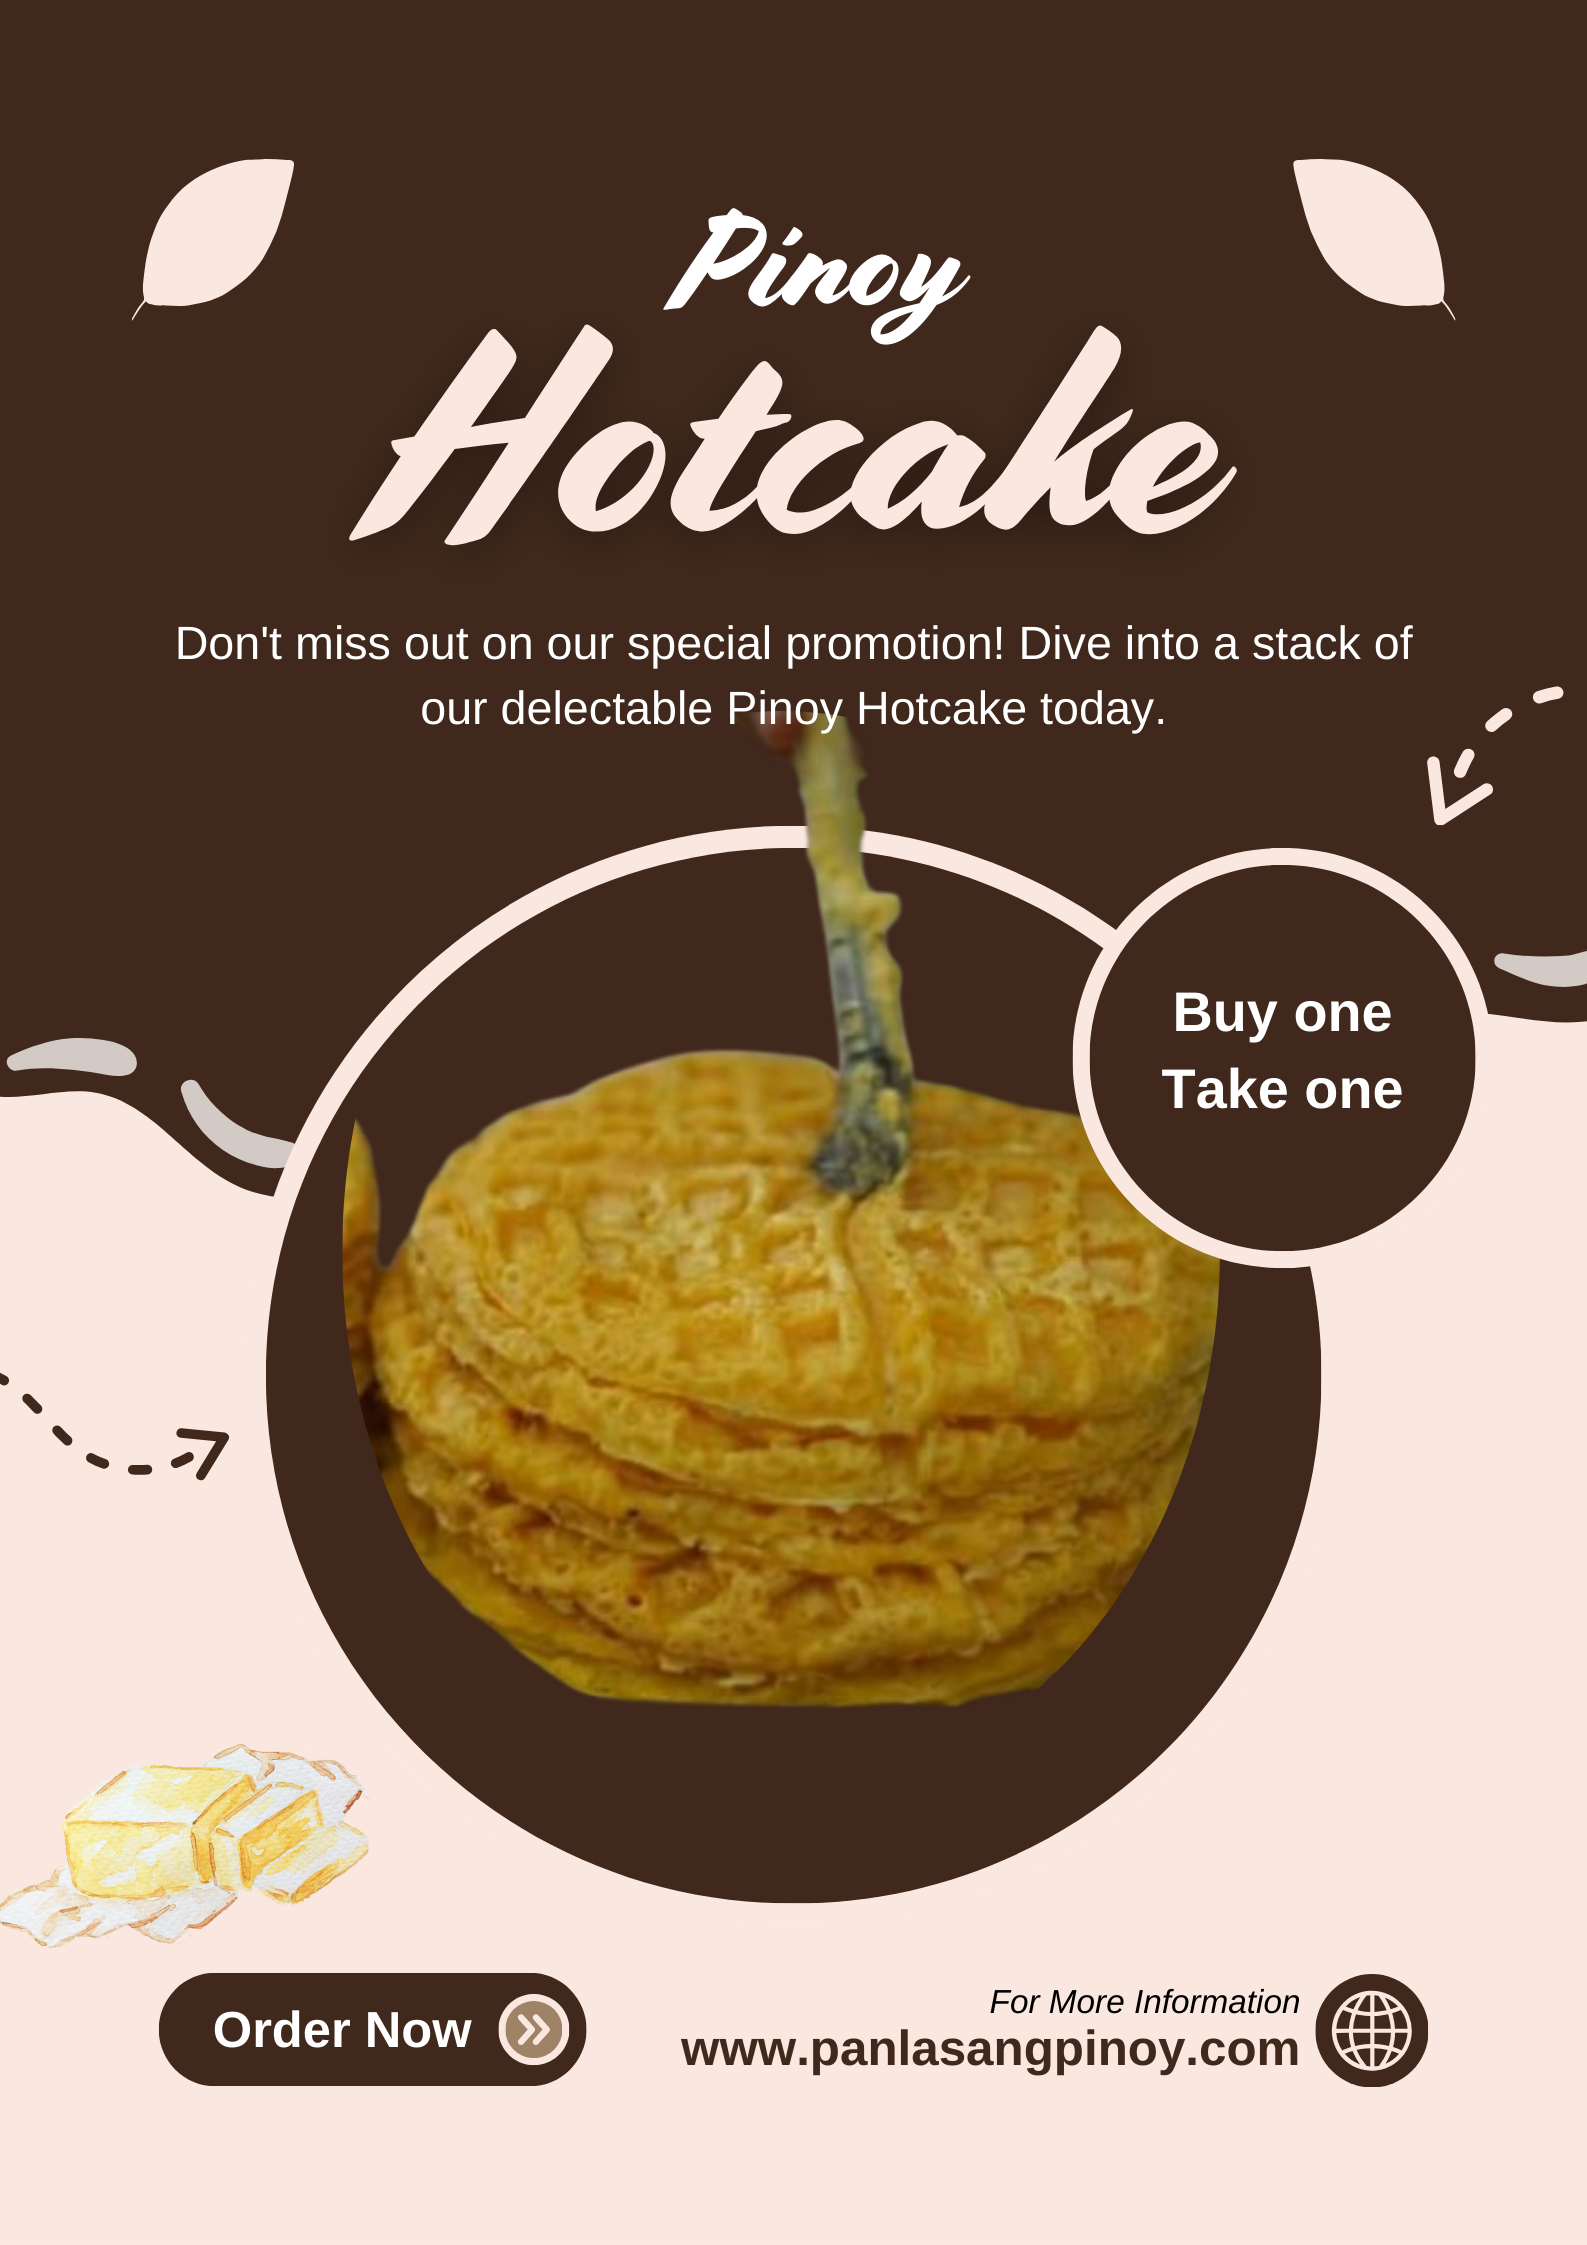 Pinoy
Hotcake
Don't miss out on our special promotion! Dive into a stack of
our delectable Pinoy Hotcake today.
Buy one
Take one
Order Now
For More Information
www.panlasangpinoy.com